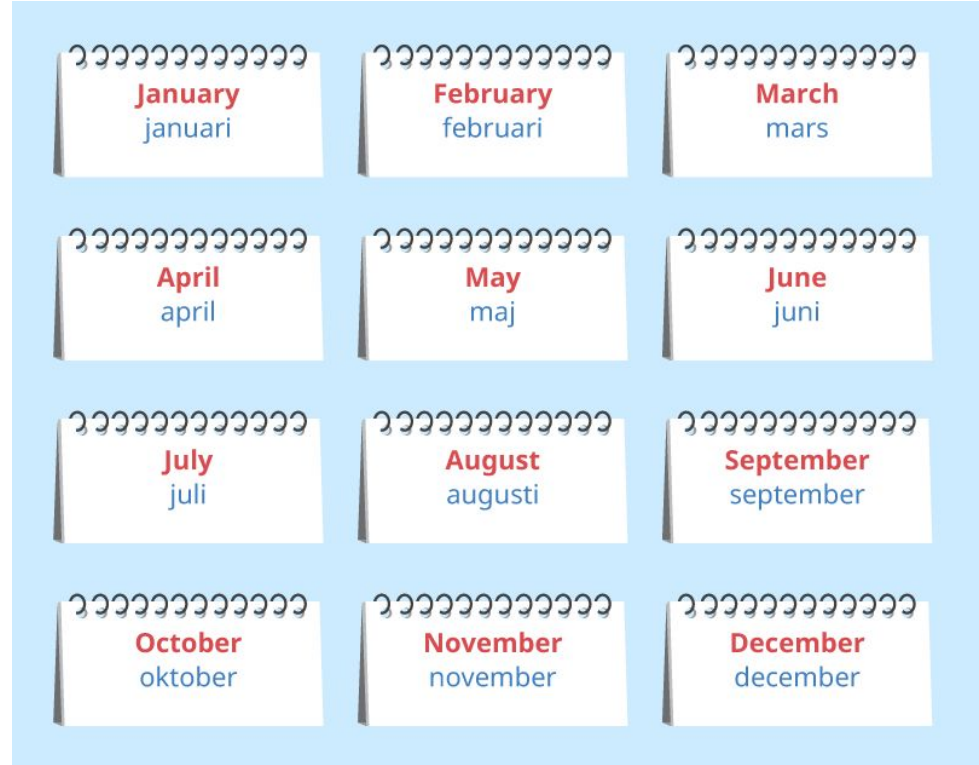 January
januari
February
februari
March
mars
April
april
May
maj
June
juni
July
juli
August
augusti
September
september
October
oktober
November
november
December
december